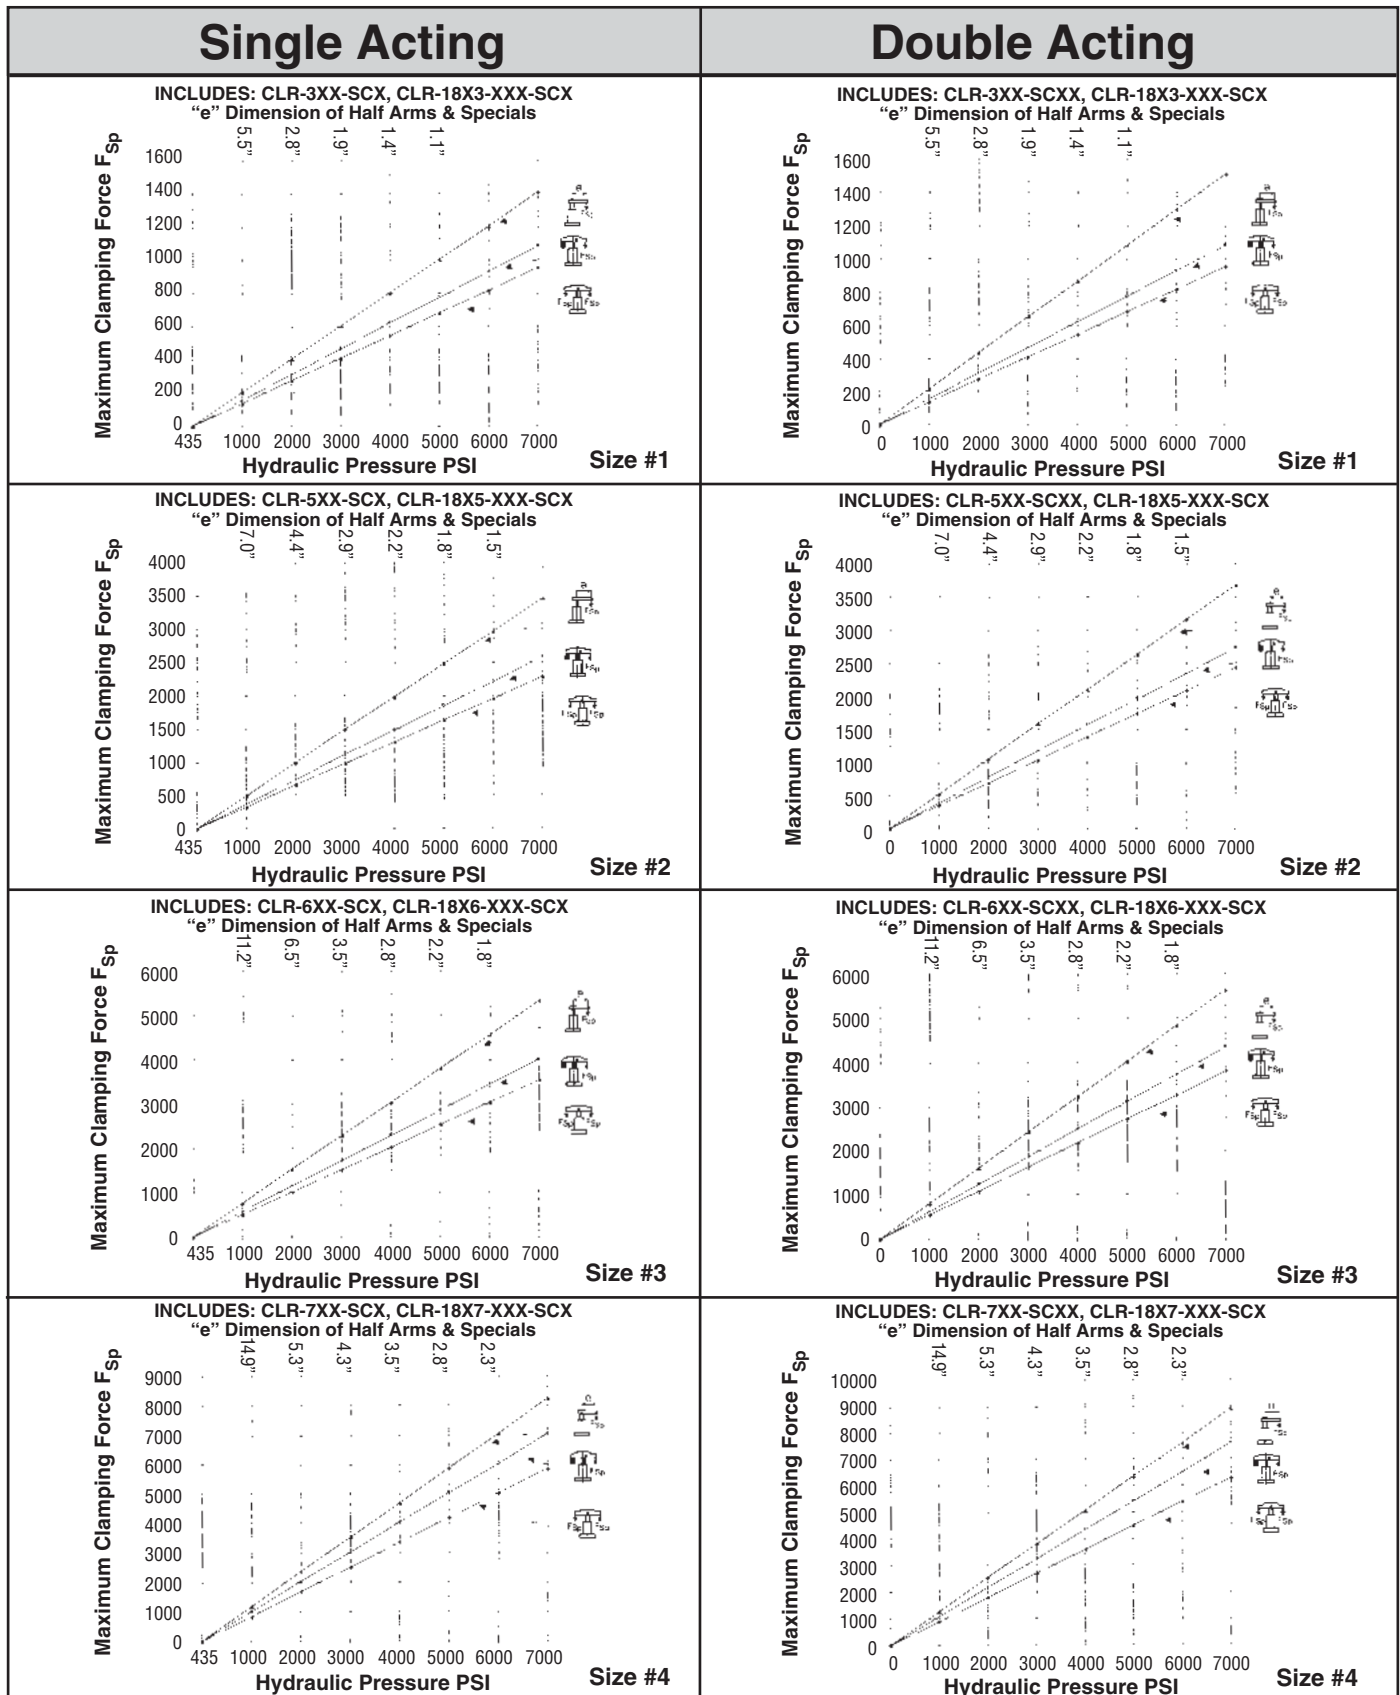 Single Acting
Double Acting
INCLUDES: CLR-3XX-SCX, CLR-18X3-XXX-SCX
“e” Dimension of Half Arms & Specials
5.5” 2.8” 1.9” 1.4” 1.1”
Maximum Clamping Force FSp
1600
1400
1200
1000
800
600
400
200
0
435 1000 2000 3000 4000 5000 6000 7000
Hydraulic Pressure PSI
Size #1
INCLUDES: CLR-3XX-SCXX, CLR-18X3-XXX-SCX
“e” Dimension of Half Arms & Specials
5.5” 2.8” 1.9” 1.4” 1.1”
Maximum Clamping Force FSp
1600
1400
1200
1000
800
600
400
200
0
0 1000 2000 3000 4000 5000 6000 7000
Hydraulic Pressure PSI
Size #1
INCLUDES: CLR-5XX-SCX, CLR-18X5-XXX-SCX
“e” Dimension of Half Arms & Specials
7.0” 4.4” 2.9” 2.2” 1.8” 1.5”
Maximum Clamping Force FSp
4000
3500
3000
2500
2000
1500
1000
500
0
435 1000 2000 3000 4000 5000 6000 7000
Hydraulic Pressure PSI
Size #2
INCLUDES: CLR-5XX-SCXX, CLR-18X5-XXX-SCX
“e” Dimension of Half Arms & Specials
7.0” 4.4” 2.9” 2.2” 1.8” 1.5”
Maximum Clamping Force FSp
4000
3500
3000
2500
2000
1500
1000
500
0
0 1000 2000 3000 4000 5000 6000 7000
Hydraulic Pressure PSI
Size #2
INCLUDES: CLR-6XX-SCX, CLR-18X6-XXX-SCX
“e” Dimension of Half Arms & Specials
11.2” 6.5” 3.5” 2.8” 2.2” 1.8”
Maximum Clamping Force FSp
6000
5000
4000
3000
2000
1000
0
435 1000 2000 3000 4000 5000 6000 7000
Hydraulic Pressure PSI
Size #3
INCLUDES: CLR-6XX-SCXX, CLR-18X6-XXX-SCX
“e” Dimension of Half Arms & Specials
11.2” 6.5” 3.5” 2.8” 2.2” 1.8”
Maximum Clamping Force FSp
6000
5000
4000
3000
2000
1000
0
0 1000 2000 3000 4000 5000 6000 7000
Hydraulic Pressure PSI
Size #3
INCLUDES: CLR-7XX-SCX, CLR-18X7-XXX-SCX
“e” Dimension of Half Arms & Specials
14.9” 5.3” 4.3” 3.5” 2.8” 2.3”
Maximum Clamping Force FSp
9000
8000
7000
6000
5000
4000
3000
2000
1000
0
435 1000 2000 3000 4000 5000 6000 7000
Hydraulic Pressure PSI
Size #4
INCLUDES: CLR-7XX-SCXX, CLR-18X7-XXX-SCX
“e” Dimension of Half Arms & Specials
14.9” 5.3” 4.3” 3.5” 2.8” 2.3”
Maximum Clamping Force FSp
10000
9000
8000
7000
6000
5000
4000
3000
2000
1000
0
0 1000 2000 3000 4000 5000 6000 7000
Hydraulic Pressure PSI
Size #4